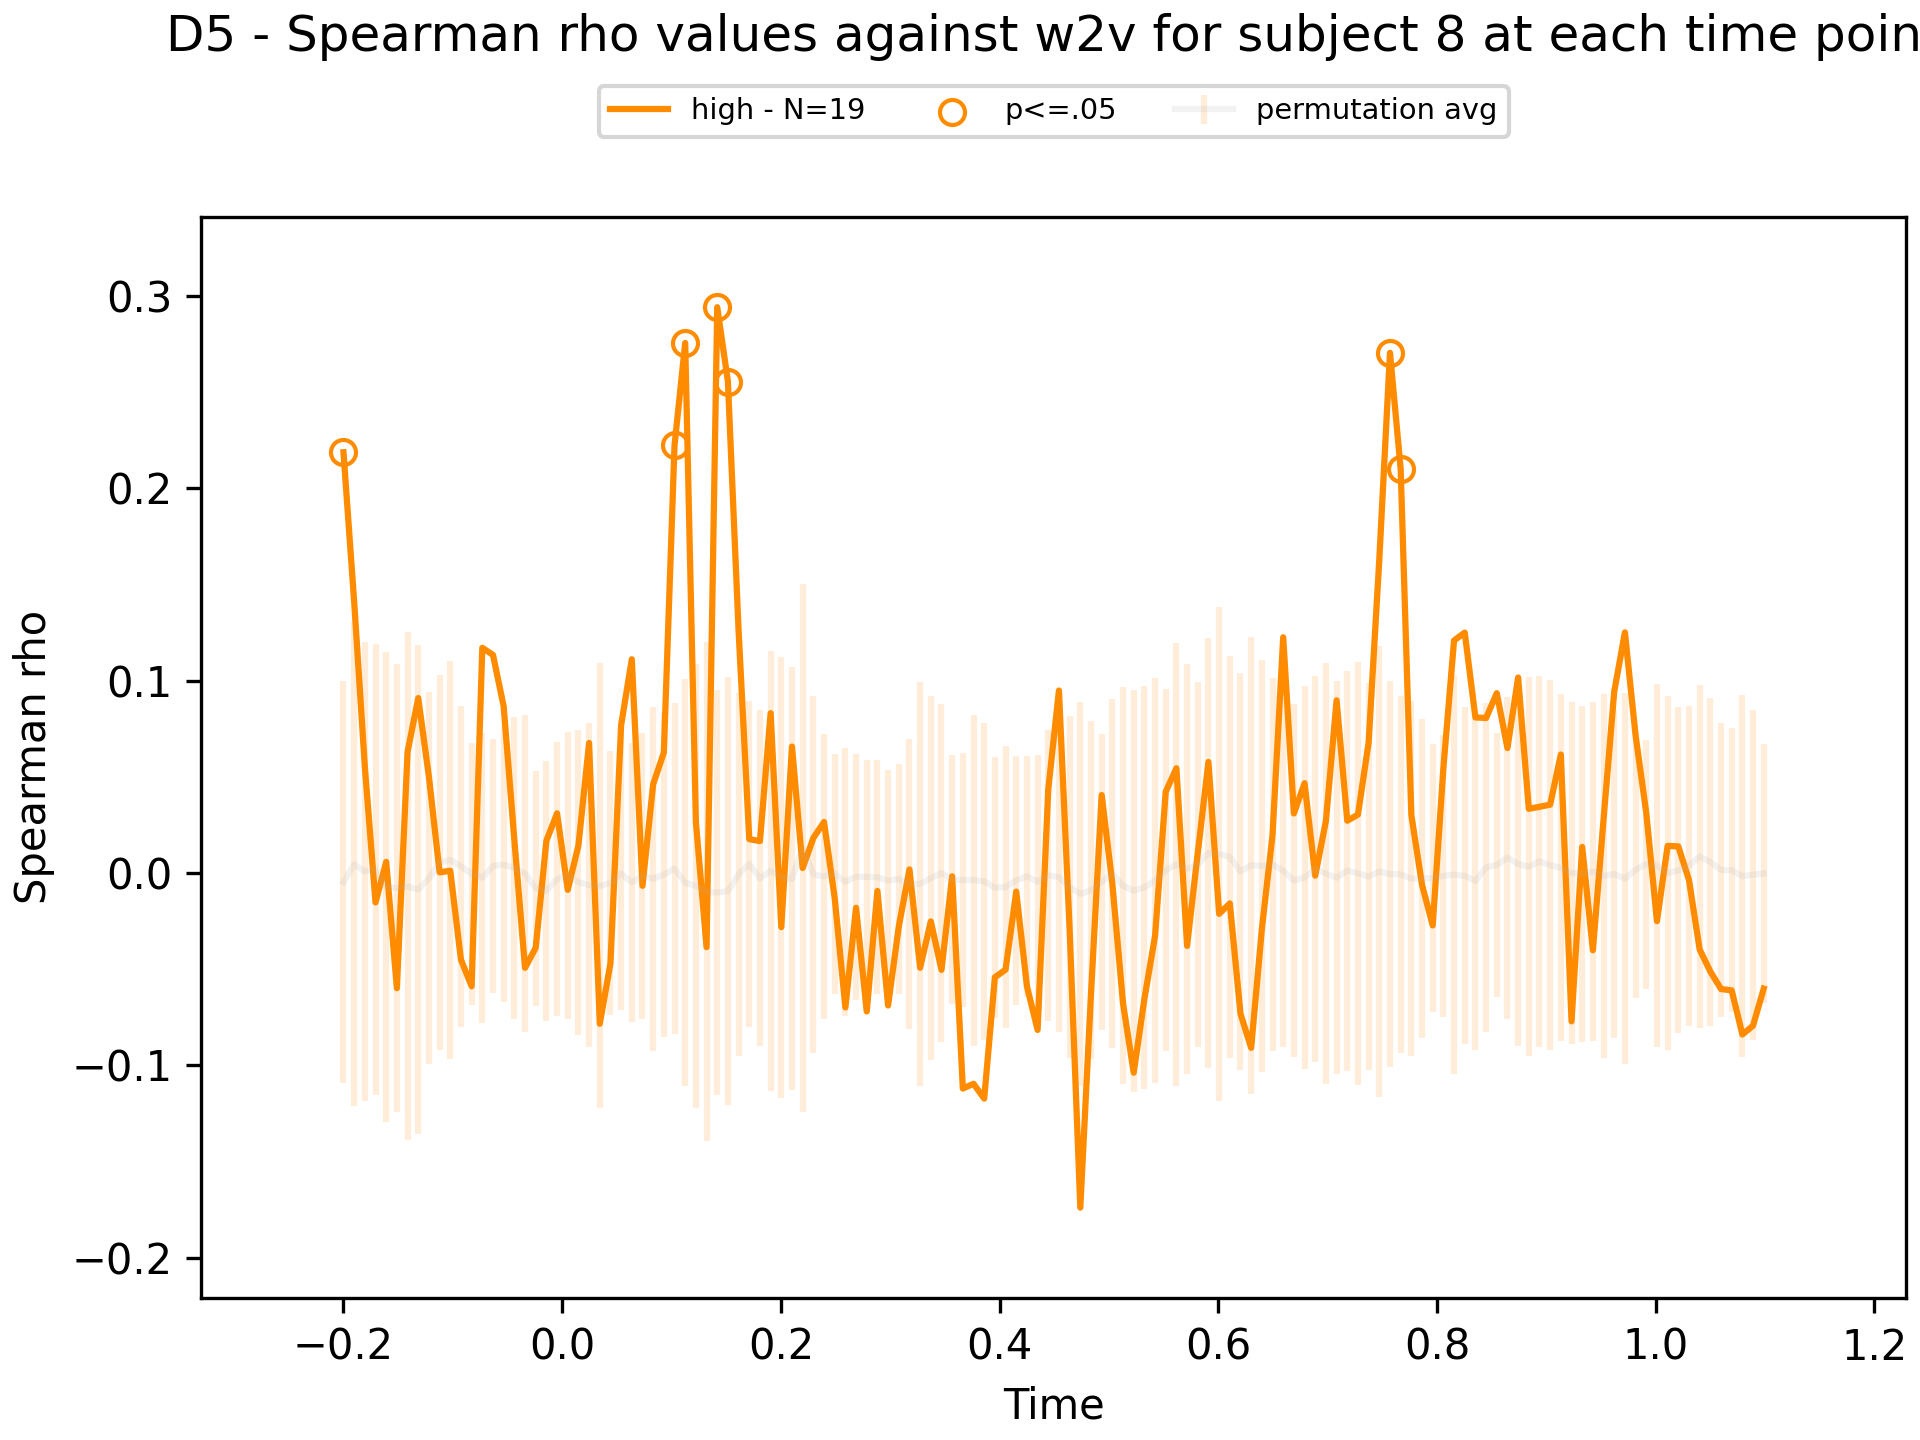 D5 - Spearman rho values against w2v for subject 8 at each time poin
high - N=19 p<=.05 permutation avg
0.3
0.2
0.1
0.0
−0.1
−0.2
Spearman rho
−0.2 0.0 0.2 0.4 0.6 0.8 1.0 1.2
Time